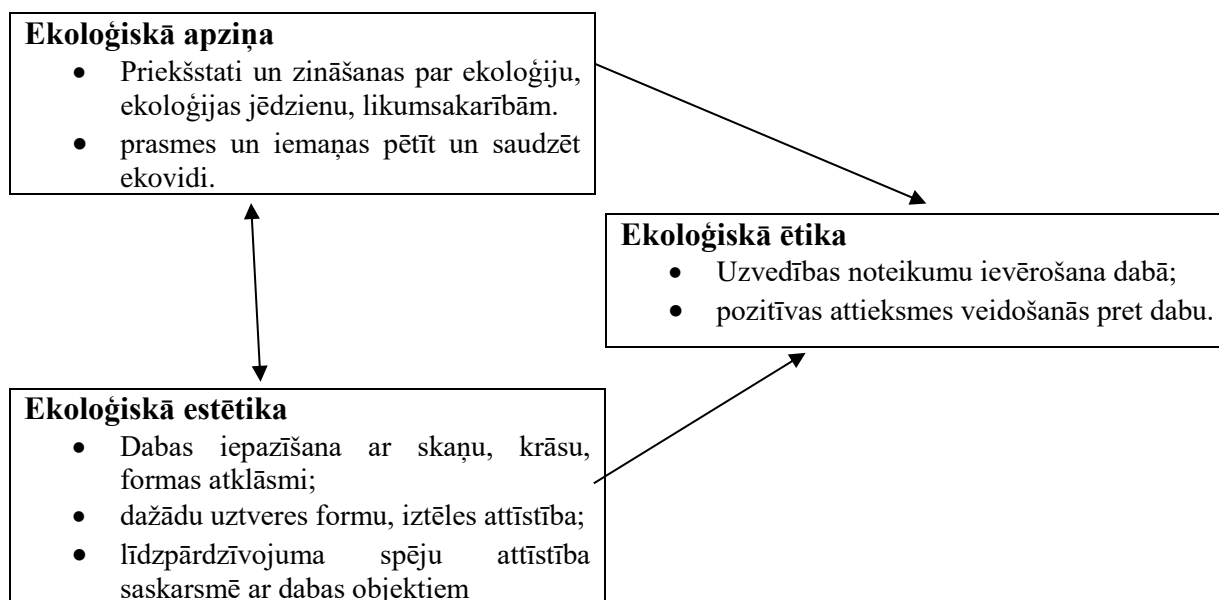 Ekoloģiskā apziņa
• Priekšstati un zināšanas par ekoloģiju,
ekoloģijas jēdzienu, likumsakarībām.
• prasmes un iemaņas pētīt un saudzēt
ekovidi.
Ekoloģiskā ētika
• Uzvedības noteikumu ievērošana dabā;
• pozitīvas attieksmes veidošanās pret dabu.
Ekoloģiskā estētika
• Dabas iepazīšana ar skaņu, krāsu,
formas atklāsmi;
• dažādu uztveres formu, iztēles attīstība;
• līdzpārdzīvojuma spēju attīstība
saskarsmē ar dabas objektiem